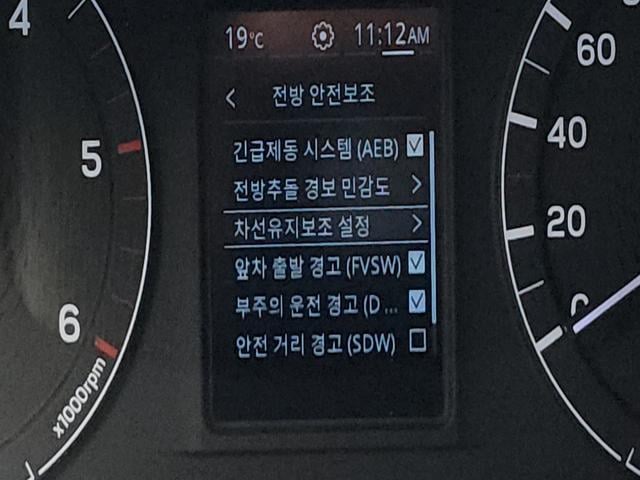 4
5
6
x1000rpm
19°C
11:12AM
< 전방 안전보조
긴급제동 시스템 (AEB)
전방추돌 경보 민감도 >
차선유지보조 설정 >
앞차 출발 경고 (FVSW)
부주의 운전 경고 (D...
안전 거리 경고 (SDW)
60
40
20
0